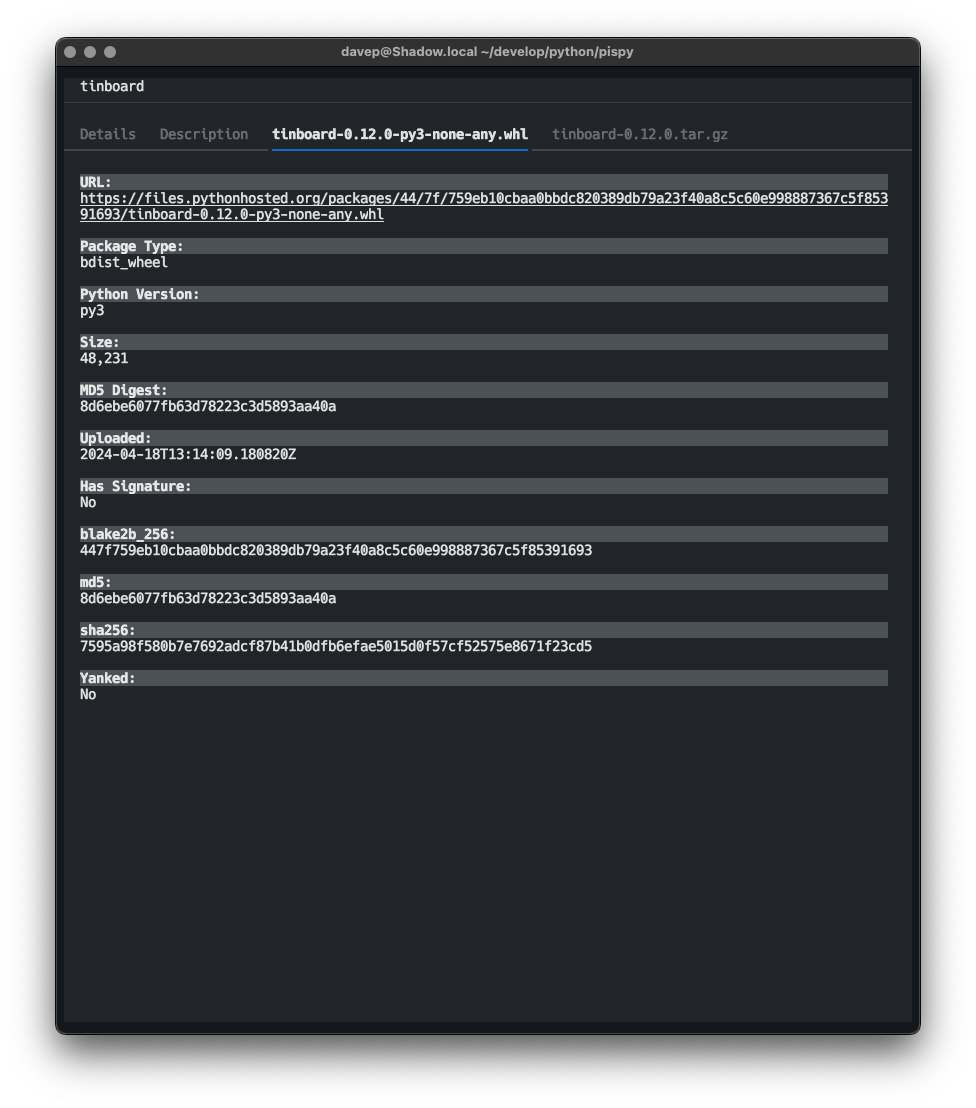 davep@Shadow.local ~/develop/python/pispy
tinboard
Details Description tinboard-0.12.0-py3-none-any.whl tinboard-0.12.0.tar.gz
URL:
https://files.pythonhosted.org/packages/44/7f/759eb10cbaa0bbdc820389db79a23f40a8c5c60e998887367c5f853
91693/tinboard-0.12.0-py3-none-any.whl
Package Type:
bdist_wheel
Python Version:
py3
Size:
48,231
MD5 Digest:
8d6ebe6077fb63d78223c3d5893aa40a
Uploaded:
2024-04-18T13:14:09.180820Z
Has Signature:
No
blake2b_256:
447f759eb10cbaa0bbdc820389db79a23f40a8c5c60e998887367c5f85391693
md5:
8d6ebe6077fb63d78223c3d5893aa40a
sha256:
7595a98f580b7e7692adcf87b41b0dfb6efae5015d0f57cf52575e8671f23cd5
Yanked:
No